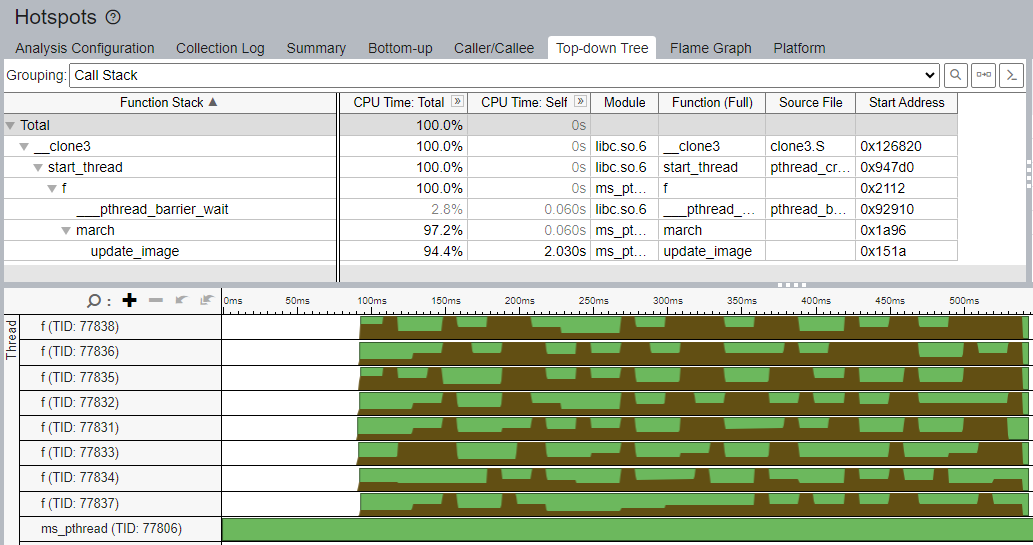 Hotspots
Analysis Configuration Collection Log Summary Bottom-up Caller/Callee Top-down Tree Flame Graph Platform
Grouping: Call Stack
Function Stack CPU Time: Total CPU Time: Self Module Function (Full) Source File Start Address
Total 100.0% 0s
__clone3 100.0% 0s libc.so.6 __clone3 clone3.S 0x126820
start_thread 100.0% 0s libc.so.6 start_thread pthread_cr... 0x947d0
f 100.0% 0s ms_pt... f 0x2112
___pthread_barrier_wait 2.8% 0.060s libc.so.6 ___pthread_... pthread_b... 0x92910
march 97.2% 0.060s ms_pt... march 0x1a96
update_image 94.4% 2.030s ms_pt... update_image 0x151a
0ms 50ms 100ms 150ms 200ms 250ms 300ms 350ms 400ms 450ms 500ms
Thread
f (TID: 77838)
f (TID: 77836)
f (TID: 77835)
f (TID: 77832)
f (TID: 77831)
f (TID: 77833)
f (TID: 77834)
f (TID: 77837)
ms_pthread (TID: 77806)